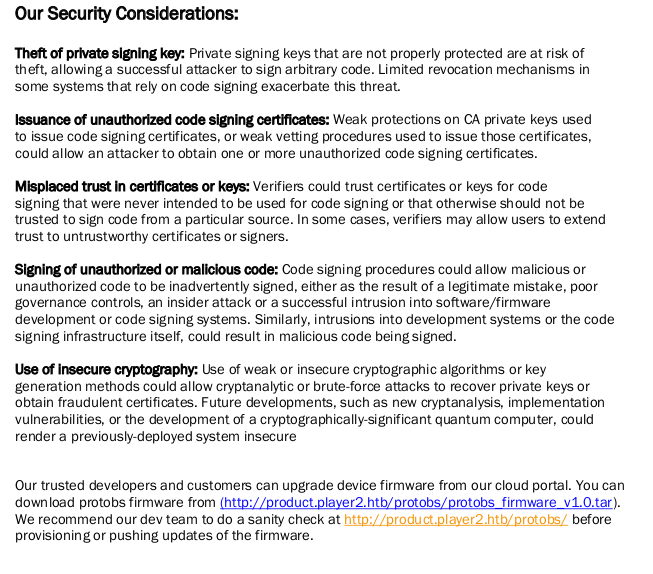 Our Security Considerations:
Theft of private signing key: Private signing keys that are not properly protected are at risk of
theft, allowing a successful attacker to sign arbitrary code. Limited revocation mechanisms in
some systems that rely on code signing exacerbate this threat.
Issuance of unauthorized code signing certificates: Weak protections on CA private keys used
to issue code signing certificates, or weak vetting procedures used to issue those certificates,
could allow an attacker to obtain one or more unauthorized code signing certificates.
Misplaced trust in certificates or keys: Verifiers could trust certificates or keys for code
signing that were never intended to be used for code signing or that otherwise should not be
trusted to sign code from a particular source. In some cases, verifiers may allow users to extend
trust to untrustworthy certificates or signers.
Signing of unauthorized or malicious code: Code signing procedures could allow malicious or
unauthorized code to be inadvertently signed, either as the result of a legitimate mistake, poor
governance controls, an insider attack or a successful intrusion into software/firmware
development or code signing systems. Similarly, intrusions into development systems or the code
signing infrastructure itself, could result in malicious code being signed.
Use of insecure cryptography: Use of weak or insecure cryptographic algorithms or key
generation methods could allow cryptanalytic or brute-force attacks to recover private keys or
obtain fraudulent certificates. Future developments, such as new cryptanalysis, implementation
vulnerabilities, or the development of a cryptographically-significant quantum computer, could
render a previously-deployed system insecure
Our trusted developers and customers can upgrade device firmware from our cloud portal. You can
download protobs firmware from (http://product.player2.htb/protobs/protobs_firmware_v1.0.tar).
We recommend our dev team to do a sanity check at http://product.player2.htb/protobs/ before
provisioning or pushing updates of the firmware.